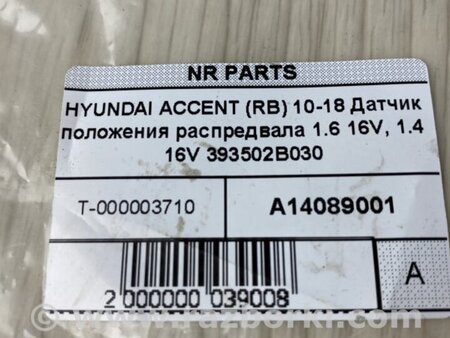 NR PARTS
HYUNDAI ACCENT (RB) 10-18 Датчик
положения распредвала 1.6 16V, 1.4
16V 393502B030
T-000003710
A14089001
2 000000 039008
A